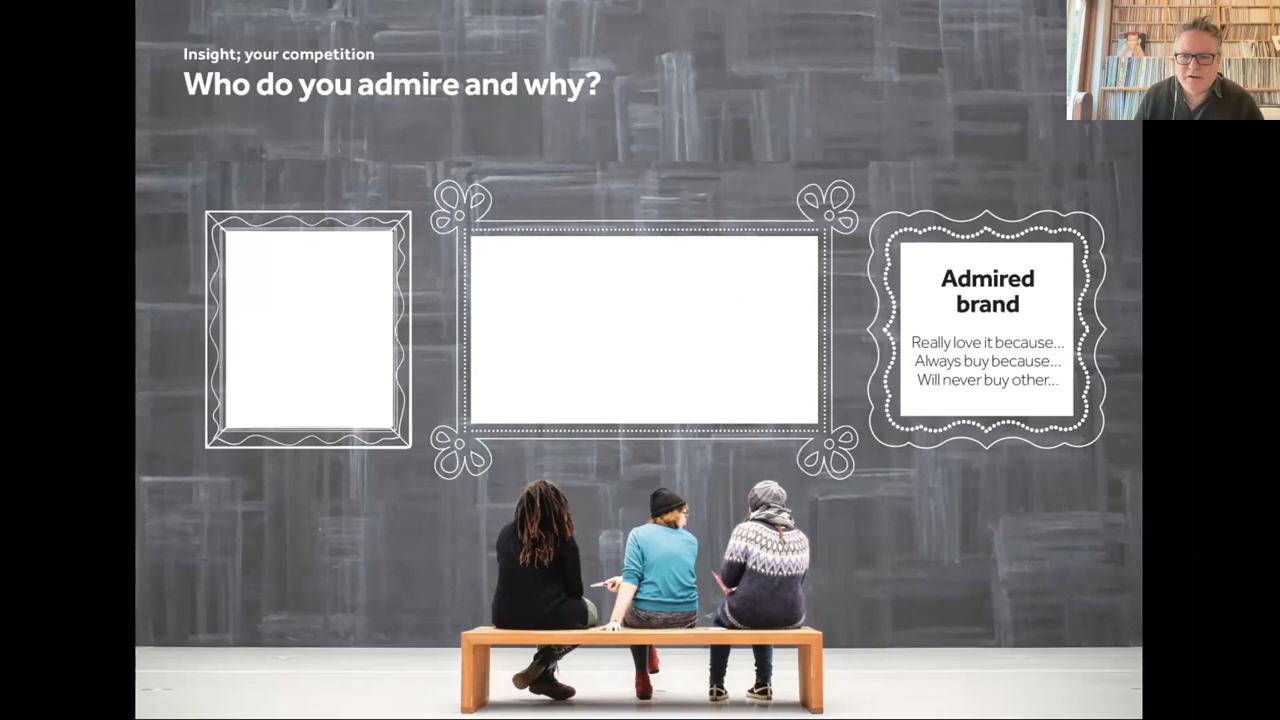 Insight; your competition
Who do you admire and why?
Admired
brand
Really love it because...
Always buy because...
Will never buy other...